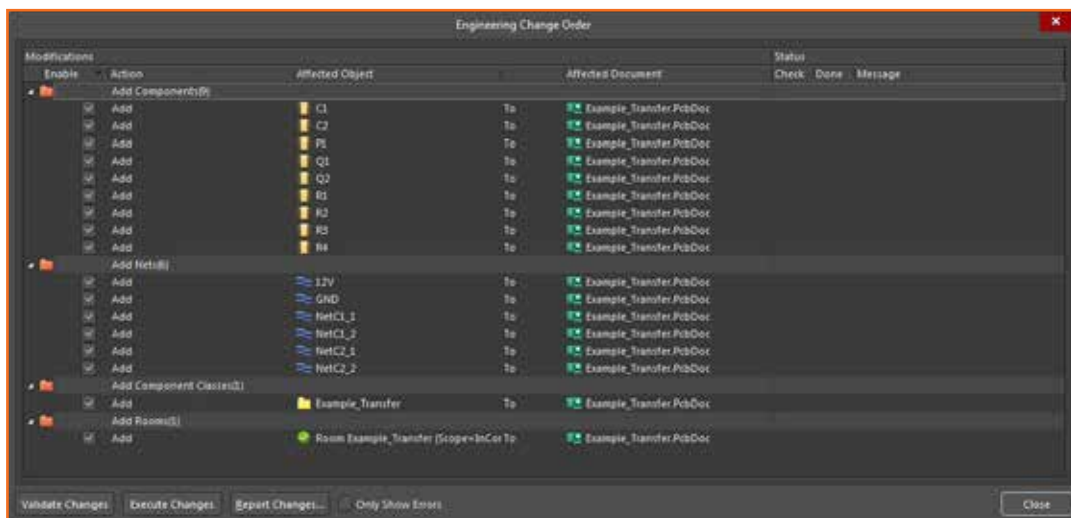 Engineering Change Order
Modifications Status
Enable Action Affected Object Affected Document Check Done Message
Add Components(9)
Add C1 To Example_Transfer.PcbDoc
Add C2 To Example_Transfer.PcbDoc
Add P1 To Example_Transfer.PcbDoc
Add Q1 To Example_Transfer.PcbDoc
Add Q2 To Example_Transfer.PcbDoc
Add R1 To Example_Transfer.PcbDoc
Add R2 To Example_Transfer.PcbDoc
Add R3 To Example_Transfer.PcbDoc
Add R4 To Example_Transfer.PcbDoc
Add Nets(6)
Add 12V To Example_Transfer.PcbDoc
Add GND To Example_Transfer.PcbDoc
Add NetC1_1 To Example_Transfer.PcbDoc
Add NetC1_2 To Example_Transfer.PcbDoc
Add NetC2_1 To Example_Transfer.PcbDoc
Add NetC2_2 To Example_Transfer.PcbDoc
Add Component Classes(1)
Add Example_Transfer To Example_Transfer.PcbDoc
Add Rooms(1)
Add Room Example_Transfer (Scope=InCor To Example_Transfer.PcbDoc
Validate Changes Execute Changes Report Changes... Only Show Errors Close